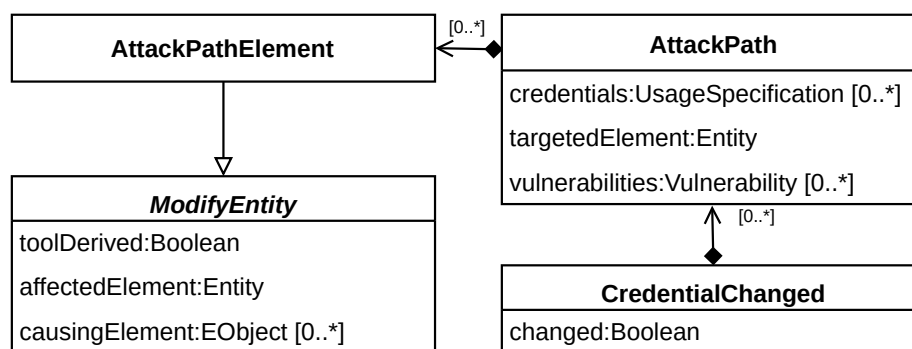 AttackPathElement
[0..*]
AttackPath
credentials:UsageSpecification [0..*]
targetedElement:Entity
vulnerabilities:Vulnerability [0..*]
ModifyEntity
toolDerived:Boolean
affectedElement:Entity
causingElement:EObject [0..*]
[0..*]
CredentialChanged
changed:Boolean